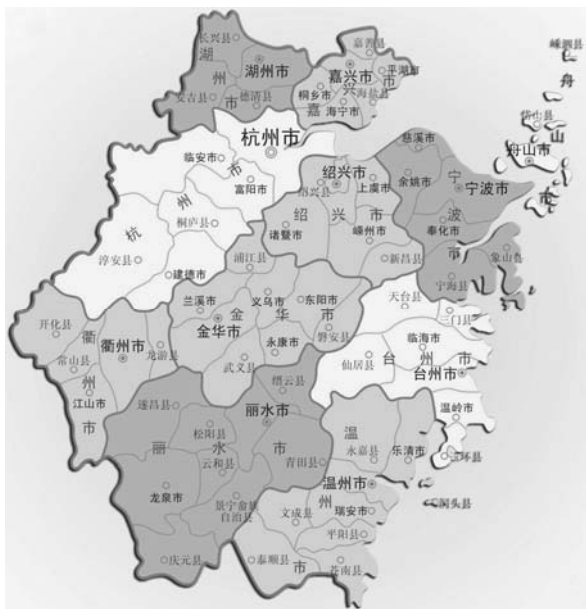 长兴县
湖州市
湖
州
市
安吉县
德清县
嘉善县
嘉兴市
平湖市
桐乡市
海盐县
海宁市
嘉
兴
市
嵊泗县
岱山县
舟山市
舟
山
市
杭州市
临安市
富阳市
桐庐县
淳安县
建德市
杭
州
市
绍兴市
绍兴县
上虞市
诸暨市
嵊州市
新昌县
绍
兴
市
慈溪市
余姚市
宁波市
奉化市
宁海县
象山县
宁
波
市
浦江县
兰溪市
义乌市
东阳市
金华市
永康市
磐安县
武义县
金
华
市
开化县
衢州市
龙游县
常山县
江山市
衢
州
市
天台县
三门县
临海市
仙居县
台州市
温岭市
玉环县
台
州
市
缙云县
遂昌县
丽水市
松阳县
云和县
青田县
龙泉市
景宁畲族
自治县
庆元县
丽
水
市
永嘉县
乐清市
温州市
洞头县
瑞安市
文成县
平阳县
泰顺县
苍南县
温
州
市